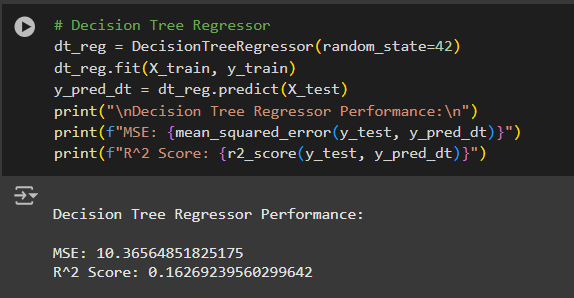 # Decision Tree Regressor
dt_reg = DecisionTreeRegressor(random_state=42)
dt_reg.fit(X_train, y_train)
y_pred_dt = dt_reg.predict(X_test)
print("\nDecision Tree Regressor Performance:\n")
print(f"MSE: {mean_squared_error(y_test, y_pred_dt)}")
print(f"R^2 Score: {r2_score(y_test, y_pred_dt)}")
Decision Tree Regressor Performance:
MSE: 10.36564851825175
R^2 Score: 0.16269239560299642